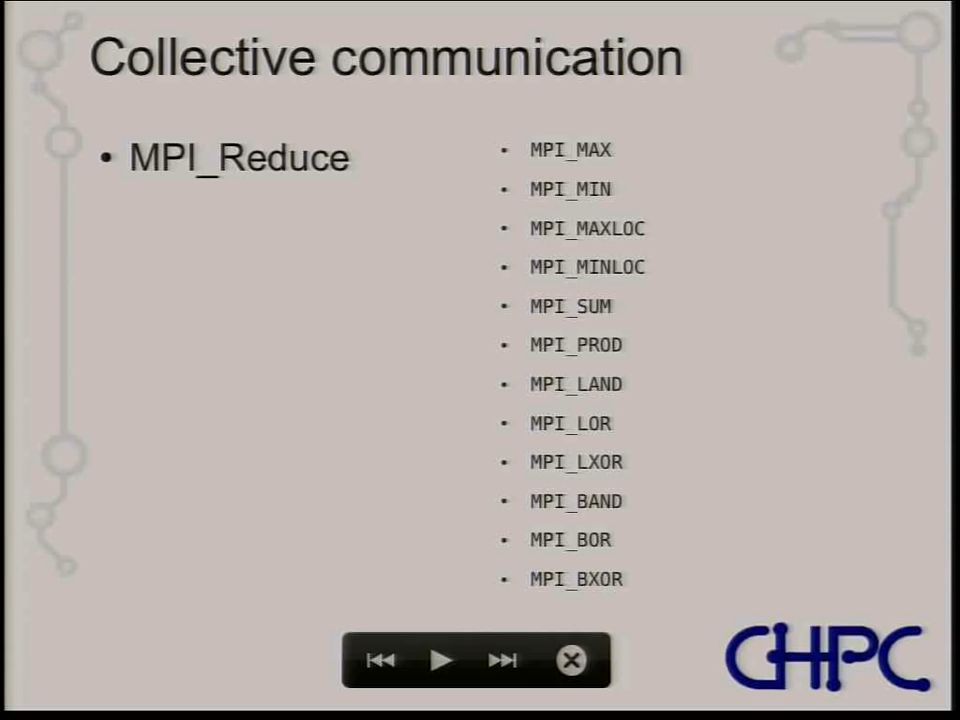 Collective communication
• MPI_Reduce
• MPI_MAX
• MPI_MIN
• MPI_MAXLOC
• MPI_MINLOC
• MPI_SUM
• MPI_PROD
• MPI_LAND
• MPI_LOR
• MPI_LXOR
• MPI_BAND
• MPI_BOR
• MPI_BXOR
CHPC